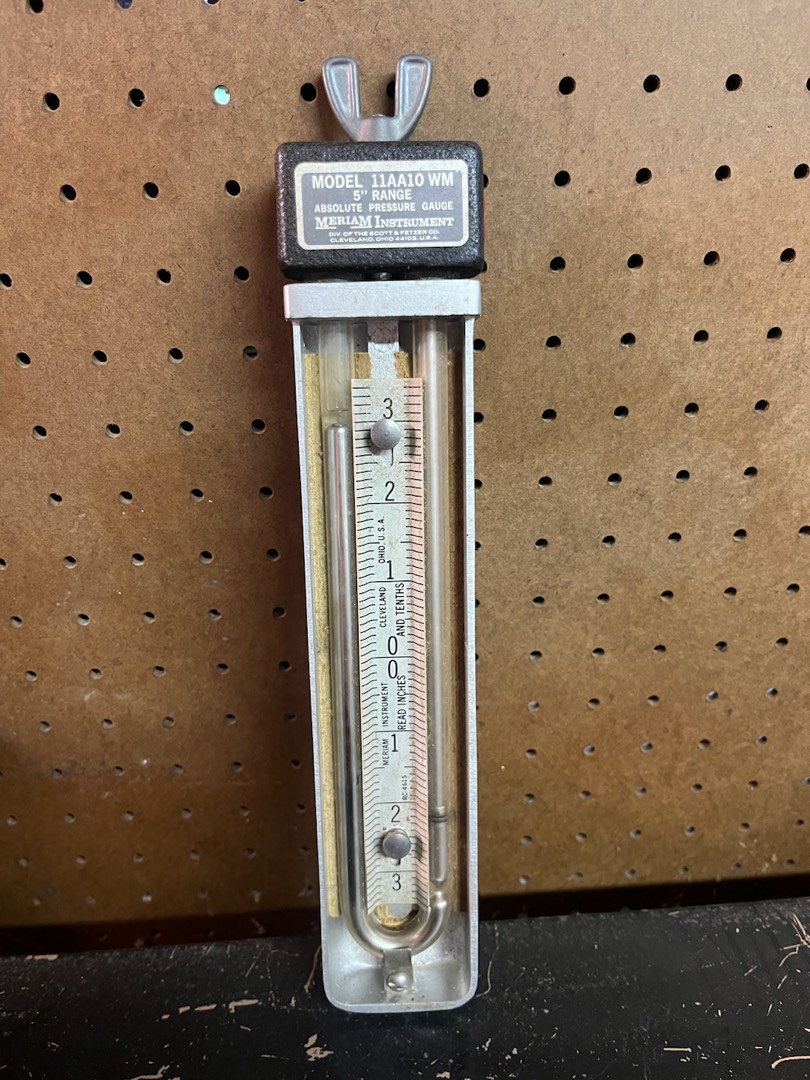 MODEL 11AA10 WM
5" RANGE
ABSOLUTE PRESSURE GAUGE
MERIAM INSTRUMENT
DIV. OF THE SCOTT & FETZER CO.
CLEVELAND, OHIO 44102, U.S.A.
3
2
1
0
0
1
2
3
MERIAM INSTRUMENT CLEVELAND OHIO, U.S.A.
READ INCHES AND TENTHS